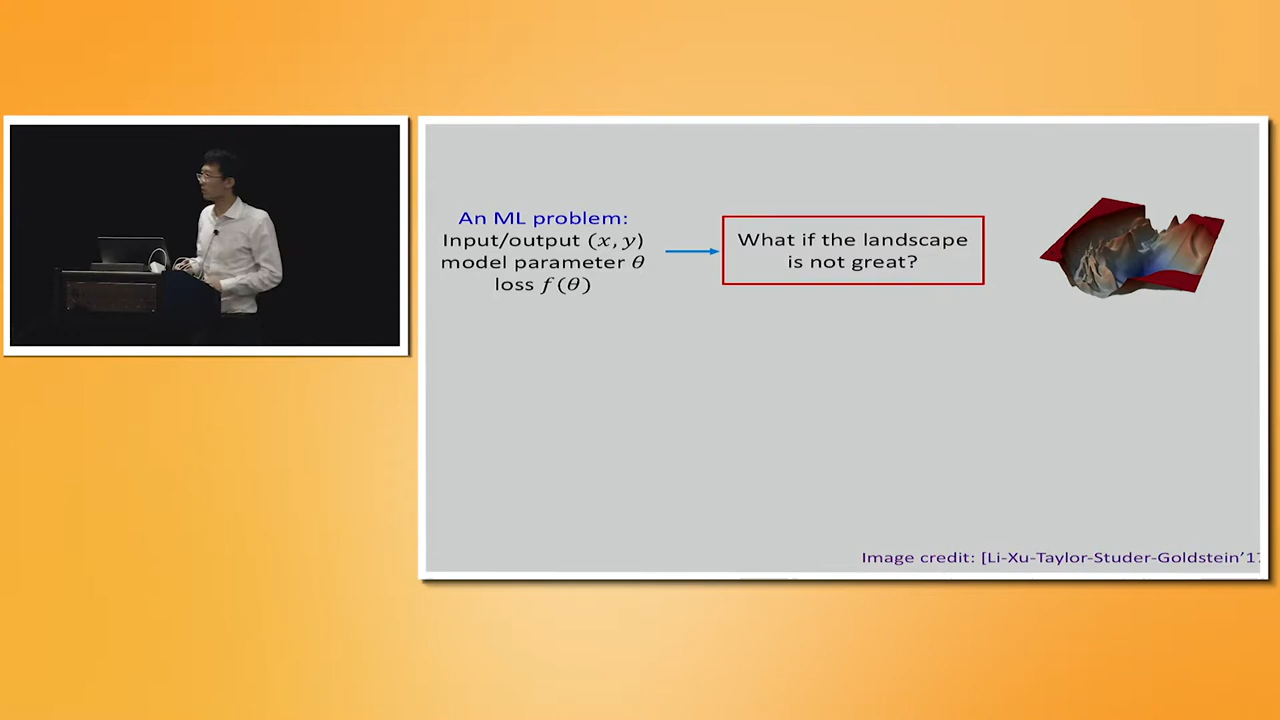 An ML problem:
Input/output (x, y)
model parameter θ
loss f(θ)
What if the landscape
is not great?
Image credit: [Li-Xu-Taylor-Studer-Goldstein’17